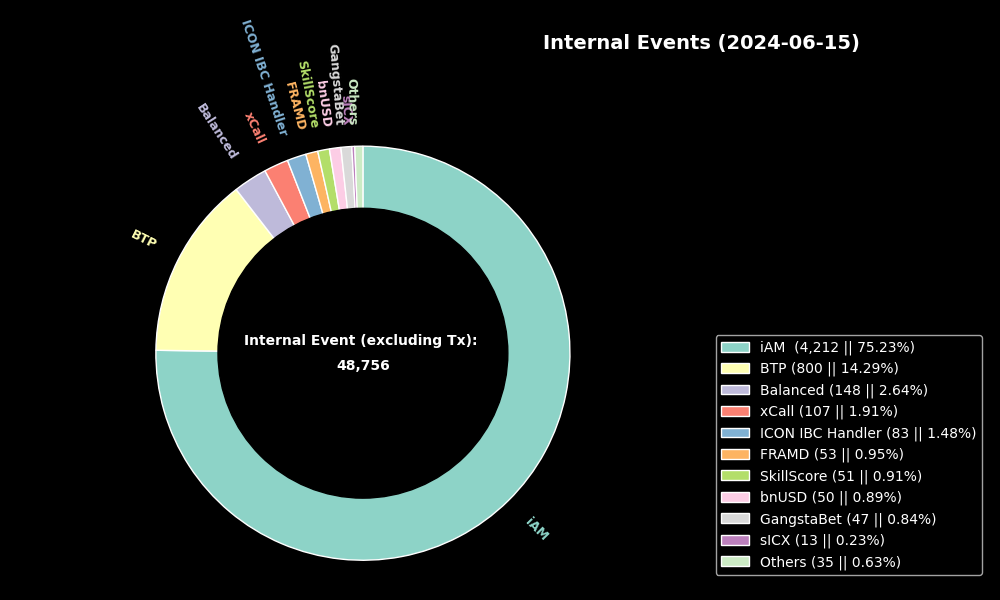 Internal Events (2024-06-15)
ICON IBC Handler
GangstaBet
SkillScore
bnUSD
Others
sICX
FRAMD
xCall
Balanced
BTP
Internal Event (excluding Tx):
48,756
iAM
iAM  (4,212 || 75.23%)
BTP (800 || 14.29%)
Balanced (148 || 2.64%)
xCall (107 || 1.91%)
ICON IBC Handler (83 || 1.48%)
FRAMD (53 || 0.95%)
SkillScore (51 || 0.91%)
bnUSD (50 || 0.89%)
GangstaBet (47 || 0.84%)
sICX (13 || 0.23%)
Others (35 || 0.63%)